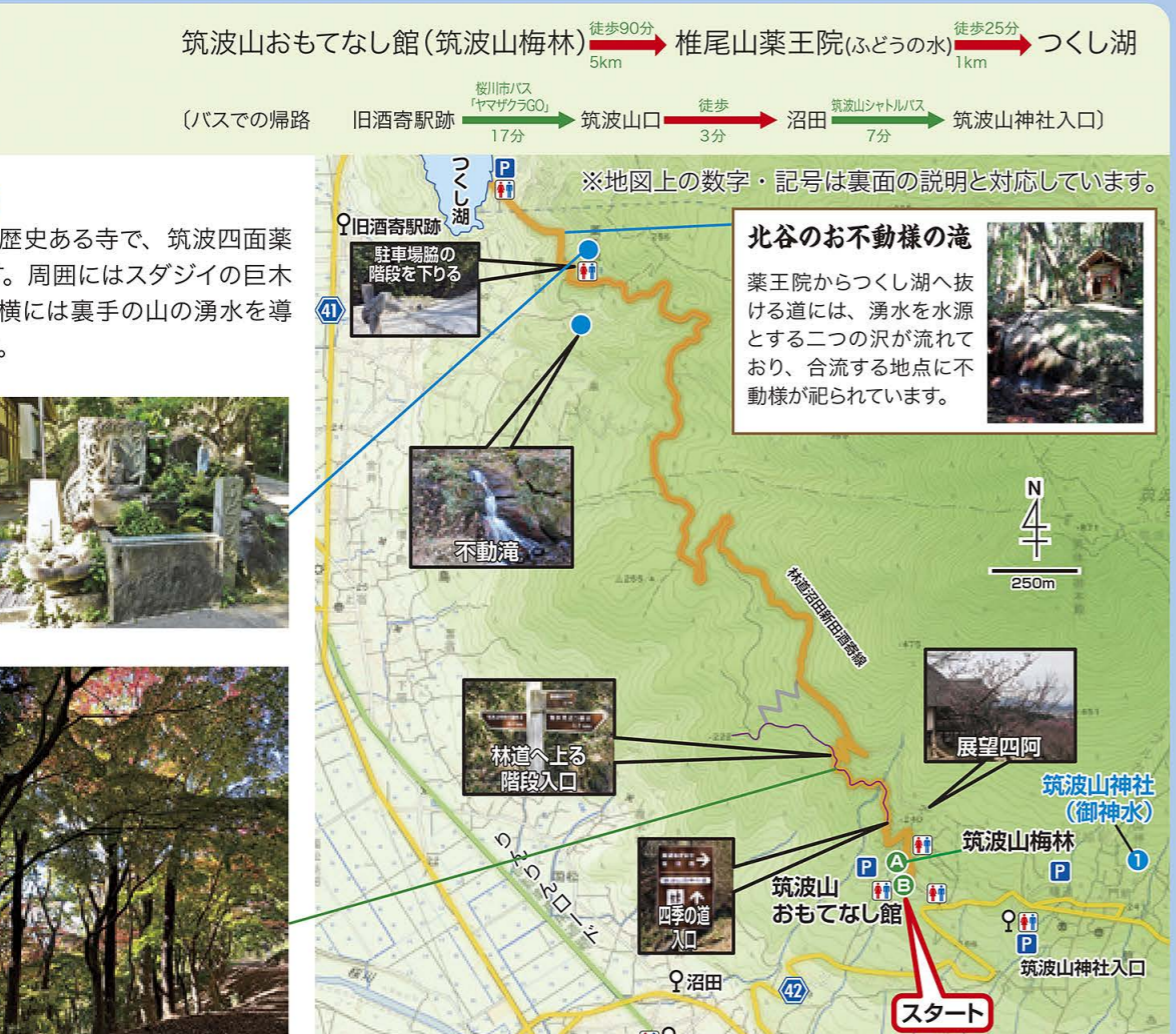 筑波山おもてなし館(筑波山梅林) 徒歩90分 5km 椎尾山薬王院(ふどうの水) 徒歩25分 1km つくし湖
〔バスでの帰路 旧酒寄駅跡 桜川市バス「ヤマザクラGO」 17分 筑波山口 徒歩 3分 沼田 筑波山シャトルバス 7分 筑波山神社入口〕
※地図上の数字・記号は裏面の説明と対応しています。
歴史ある寺で、筑波四面薬
す。周囲にはスダジイの巨木
横には裏手の山の湧水を導
。
つくし湖
P
旧酒寄駅跡
駐車場脇の
階段を下りる
41
北谷のお不動様の滝
薬王院からつくし湖へ抜
ける道には、湧水を水源
とする二つの沢が流れて
おり、合流する地点に不
動様が祀られています。
不動滝
N
250m
林道沼田新田酒寄線
林道へ上る
階段入口
展望四阿
筑波山神社
(御神水)
1
筑波山梅林
P
A
P
B
筑波山
おもてなし館
四季の道
入口
りんりんロード
P
筑波山神社入口
沼田
42
スタート